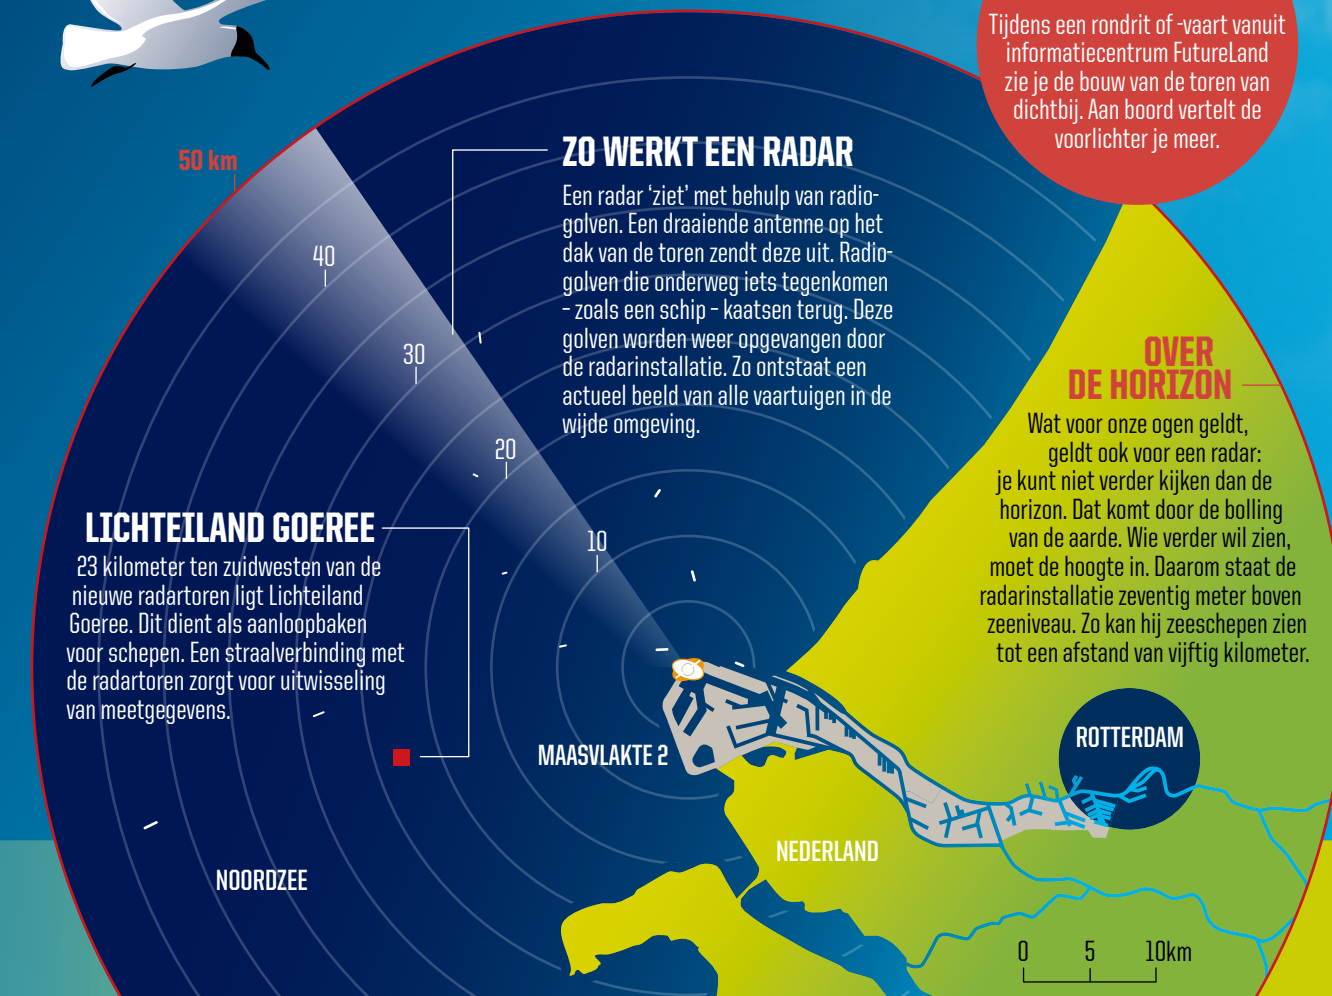 Tijdens een rondrit of -vaart vanuit
informatiecentrum FutureLand
zie je de bouw van de toren van
dichtbij. Aan boord vertelt de
voorlichter je meer.
50 km
40
30
20
10
ZO WERKT EEN RADAR
Een radar ‘ziet’ met behulp van radio-
golven. Een draaiende antenne op het
dak van de toren zendt deze uit. Radio-
golven die onderweg iets tegenkomen
– zoals een schip – kaatsen terug. Deze
golven worden weer opgevangen door
de radarinstallatie. Zo ontstaat een
actueel beeld van alle vaartuigen in de
wijde omgeving.
OVER
DE HORIZON
Wat voor onze ogen geldt,
geldt ook voor een radar:
je kunt niet verder kijken dan de
horizon. Dat komt door de bolling
van de aarde. Wie verder wil zien,
moet de hoogte in. Daarom staat de
radarinstallatie zeventig meter boven
zeeniveau. Zo kan hij zeeschepen zien
tot een afstand van vijftig kilometer.
LICHTEILAND GOEREE
23 kilometer ten zuidwesten van de
nieuwe radartoren ligt Lichteiland
Goeree. Dit dient als aanloopbaken
voor schepen. Een straalverbinding met
de radartoren zorgt voor uitwisseling
van meetgegevens.
MAASVLAKTE 2
ROTTERDAM
NEDERLAND
NOORDZEE
0 5 10km